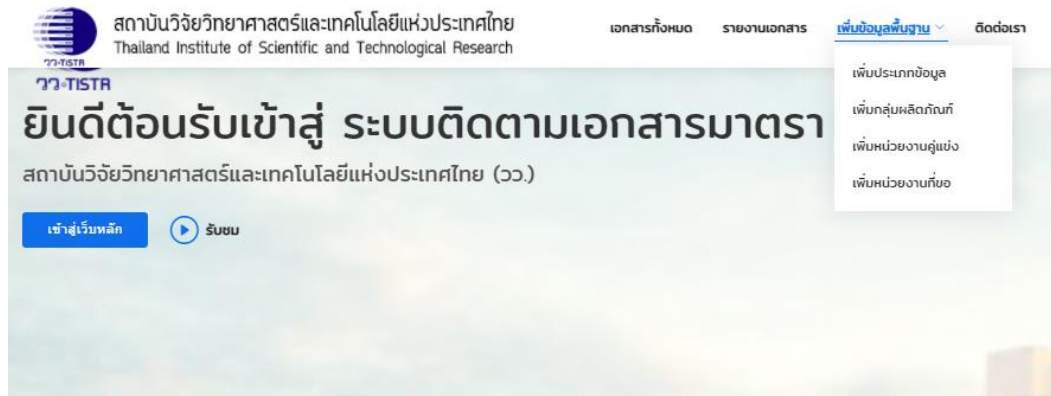 สถาบันวิจัยวิทยาศาสตร์และเทคโนโลยีแห่งประเทศไทย
Thailand Institute of Scientific and Technological Research
วว-TISTR
เอกสารทั้งหมด
รายงานเอกสาร
เพิ่มข้อมูลพื้นฐาน
ติดต่อเรา
เพิ่มประเภทข้อมูล
เพิ่มกลุ่มผลิตภัณฑ์
เพิ่มหน่วยงานคู่แข่ง
เพิ่มหน่วยงานที่ขอ
วว-TISTR
ยินดีต้อนรับเข้าสู่ ระบบติดตามเอกสารมาตรา
สถาบันวิจัยวิทยาศาสตร์และเทคโนโลยีแห่งประเทศไทย (วว.)
เข้าสู่เว็บหลัก
รับชม